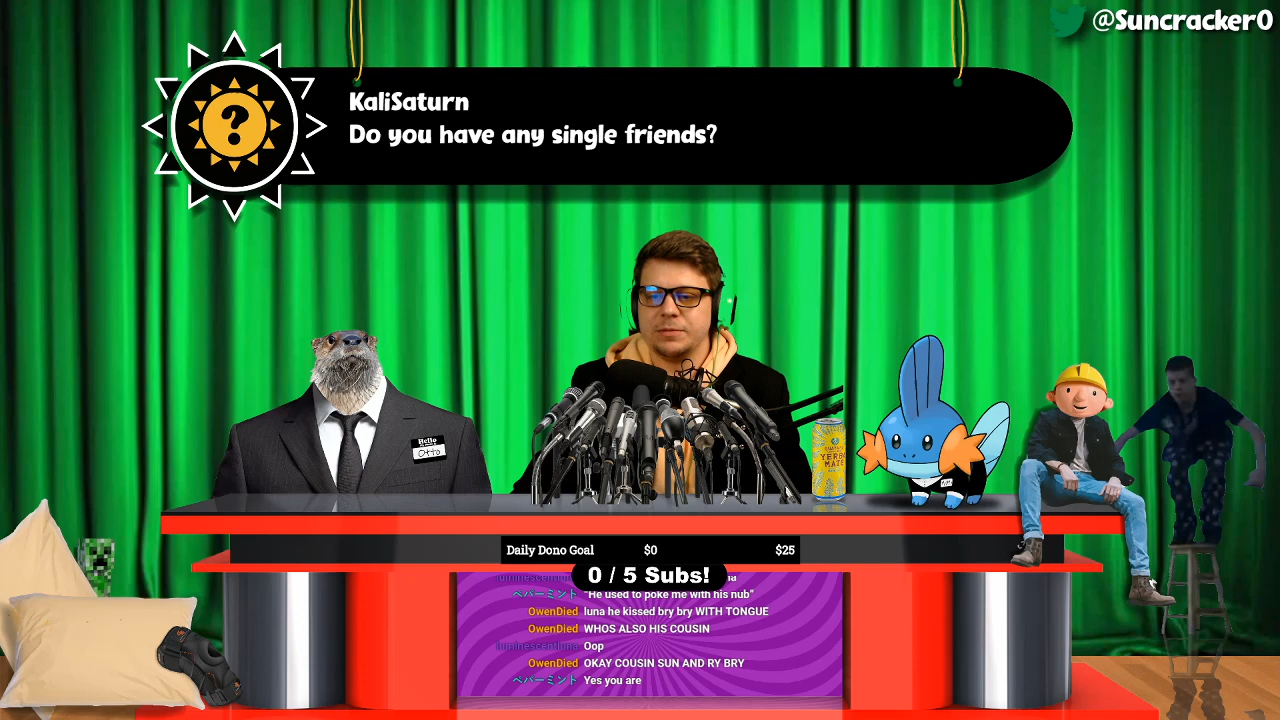 @Suncracker0
?
KaliSaturn
Do you have any single friends?
Hello
Otto
YERBA
MATE
Daily Dono Goal $0 $25
0 / 5 Subs!
ペパーミント "He used to poke me with his nub"
OwenDied luna he kissed bry bry WITH TONGUE
OwenDied WHOS ALSO HIS COUSIN
luminescentluna Oop
OwenDied OKAY COUSIN SUN AND RY BRY
ペパーミント Yes you are